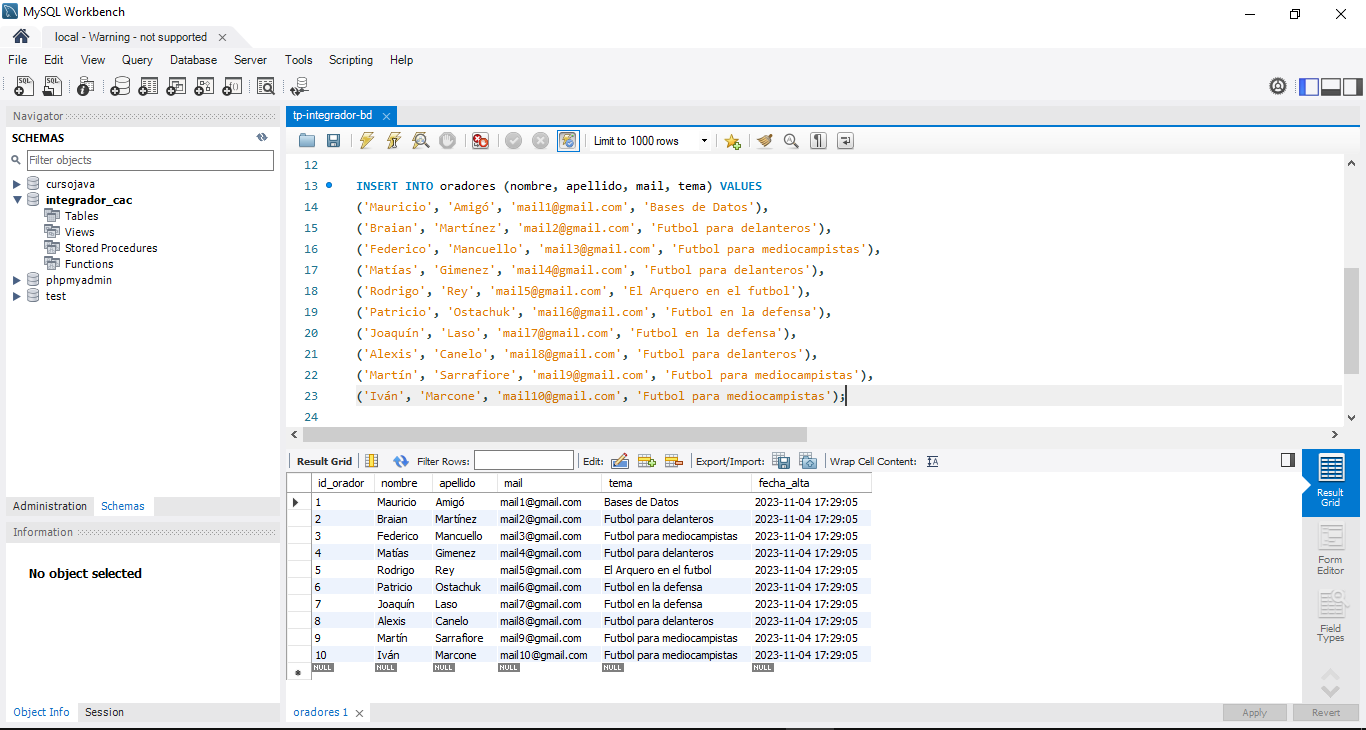 MySQL Workbench
local - Warning - not supported
File Edit View Query Database Server Tools Scripting Help
Navigator
SCHEMAS
Filter objects
cursojava
integrador_cac
Tables
Views
Stored Procedures
Functions
phpmyadmin
test
Administration Schemas
Information
No object selected
Object Info Session
tp-integrador-bd
Limit to 1000 rows
12
13 INSERT INTO oradores (nombre, apellido, mail, tema) VALUES
14 ('Mauricio', 'Amigó', 'mail1@gmail.com', 'Bases de Datos'),
15 ('Braian', 'Martínez', 'mail2@gmail.com', 'Futbol para delanteros'),
16 ('Federico', 'Mancuello', 'mail3@gmail.com', 'Futbol para mediocampistas'),
17 ('Matías', 'Gimenez', 'mail4@gmail.com', 'Futbol para delanteros'),
18 ('Rodrigo', 'Rey', 'mail5@gmail.com', 'El Arquero en el futbol'),
19 ('Patricio', 'Ostachuk', 'mail6@gmail.com', 'Futbol en la defensa'),
20 ('Joaquín', 'Laso', 'mail7@gmail.com', 'Futbol en la defensa'),
21 ('Alexis', 'Canelo', 'mail8@gmail.com', 'Futbol para delanteros'),
22 ('Martín', 'Sarrafiore', 'mail9@gmail.com', 'Futbol para mediocampistas'),
23 ('Iván', 'Marcone', 'mail10@gmail.com', 'Futbol para mediocampistas');
24
Result Grid Filter Rows: Edit: Export/Import: Wrap Cell Content:
id_orador nombre apellido mail tema fecha_alta
1 Mauricio Amigó mail1@gmail.com Bases de Datos 2023-11-04 17:29:05
2 Braian Martínez mail2@gmail.com Futbol para delanteros 2023-11-04 17:29:05
3 Federico Mancuello mail3@gmail.com Futbol para mediocampistas 2023-11-04 17:29:05
4 Matías Gimenez mail4@gmail.com Futbol para delanteros 2023-11-04 17:29:05
5 Rodrigo Rey mail5@gmail.com El Arquero en el futbol 2023-11-04 17:29:05
6 Patricio Ostachuk mail6@gmail.com Futbol en la defensa 2023-11-04 17:29:05
7 Joaquín Laso mail7@gmail.com Futbol en la defensa 2023-11-04 17:29:05
8 Alexis Canelo mail8@gmail.com Futbol para delanteros 2023-11-04 17:29:05
9 Martín Sarrafiore mail9@gmail.com Futbol para mediocampistas 2023-11-04 17:29:05
10 Iván Marcone mail10@gmail.com Futbol para mediocampistas 2023-11-04 17:29:05
NULL NULL NULL NULL NULL NULL
Result
Grid
Form
Editor
Field
Types
oradores 1
Apply Revert